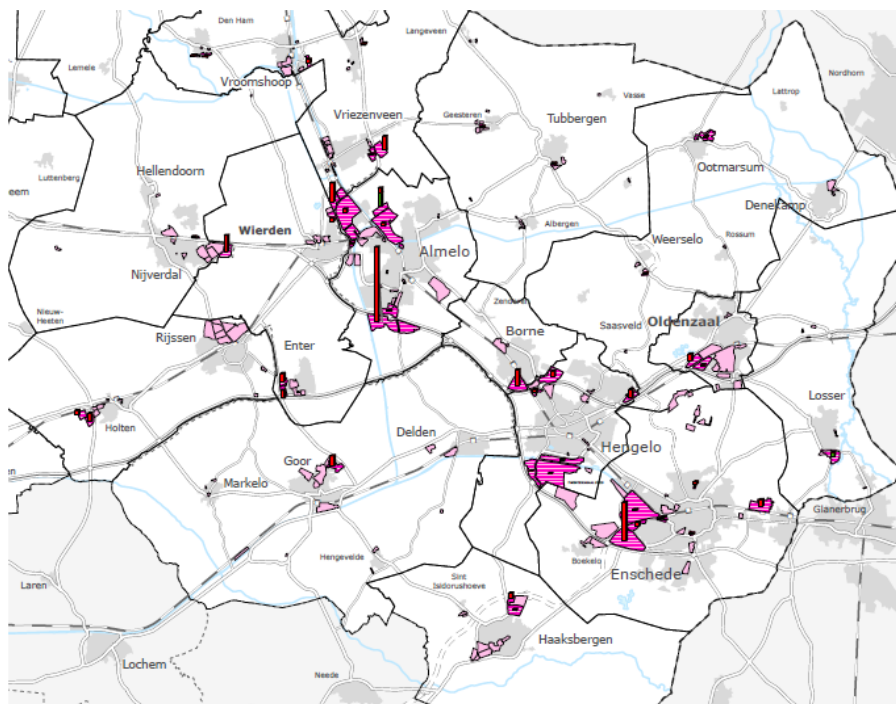 Den Ham
Langeveen
Lemele
Vroomshoop
Nordhorn
Lattrop
Vasse
Vriezenveen
Geesteren
Tubbergen
Hellendoorn
Ootmarsum
Luttenberg
eem
Denekamp
Wierden
Albergen
Rossum
Weerselo
Almelo
Nijverdal
Zenderen
Nieuw-
Heeten
Oldenzaal
Saasveld
Borne
Rijssen
Enter
Losser
Holten
Delden
Hengelo
Goor
en
Markelo
Glanerbrug
Hengevelde
Boekelo
Enschede
Sint
Isidorushoeve
Laren
Haaksbergen
Lochem
Neede